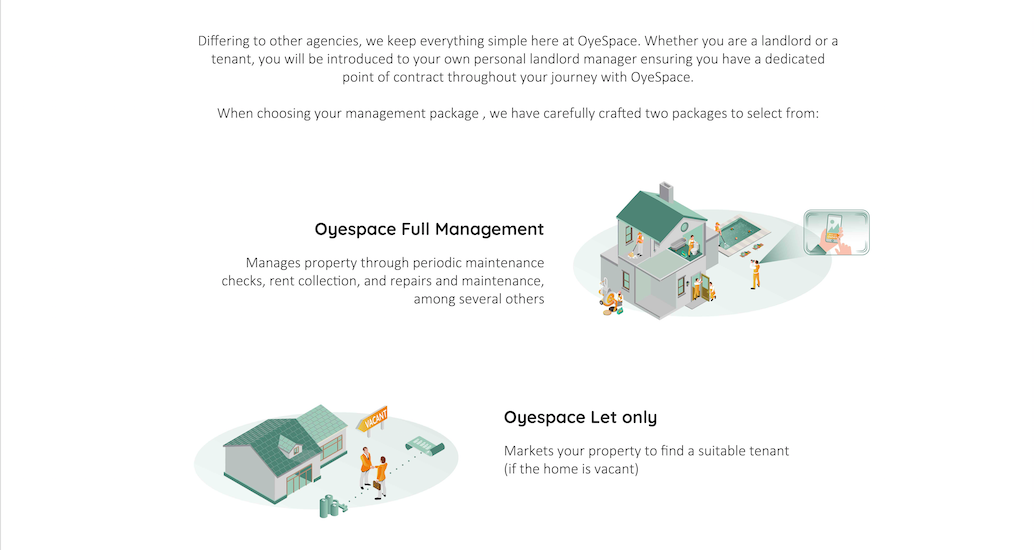 Differing to other agencies, we keep everything simple here at OyeSpace. Whether you are a landlord or a
tenant, you will be introduced to your own personal landlord manager ensuring you have a dedicated
point of contract throughout your journey with OyeSpace.
When choosing your management package , we have carefully crafted two packages to select from:
Oyespace Full Management
Manages property through periodic maintenance
checks, rent collection, and repairs and maintenance,
among several others
VACANT
Oyespace Let only
Markets your property to find a suitable tenant
(if the home is vacant)